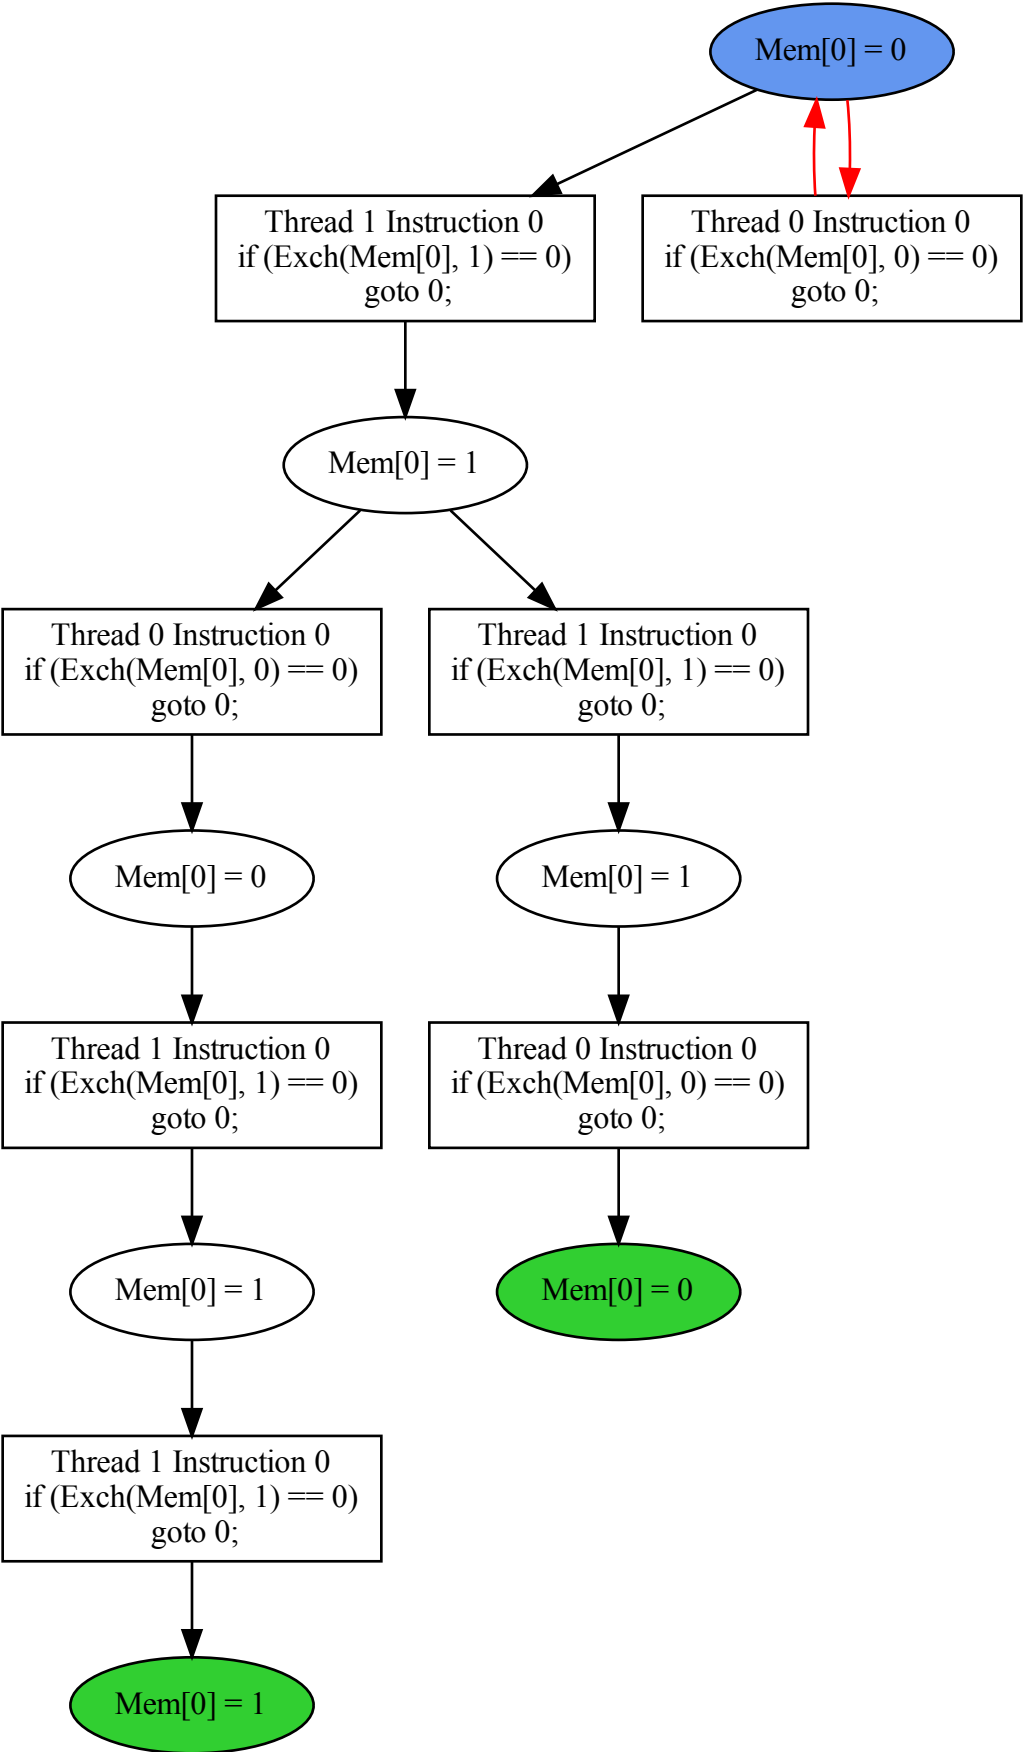 Mem[0] = 0
Thread 1 Instruction 0
if (Exch(Mem[0], 1) == 0)
goto 0;
Thread 0 Instruction 0
if (Exch(Mem[0], 0) == 0)
goto 0;
Mem[0] = 1
Thread 0 Instruction 0
if (Exch(Mem[0], 0) == 0)
goto 0;
Thread 1 Instruction 0
if (Exch(Mem[0], 1) == 0)
goto 0;
Mem[0] = 0
Mem[0] = 1
Thread 1 Instruction 0
if (Exch(Mem[0], 1) == 0)
goto 0;
Thread 0 Instruction 0
if (Exch(Mem[0], 0) == 0)
goto 0;
Mem[0] = 1
Mem[0] = 0
Thread 1 Instruction 0
if (Exch(Mem[0], 1) == 0)
goto 0;
Mem[0] = 1